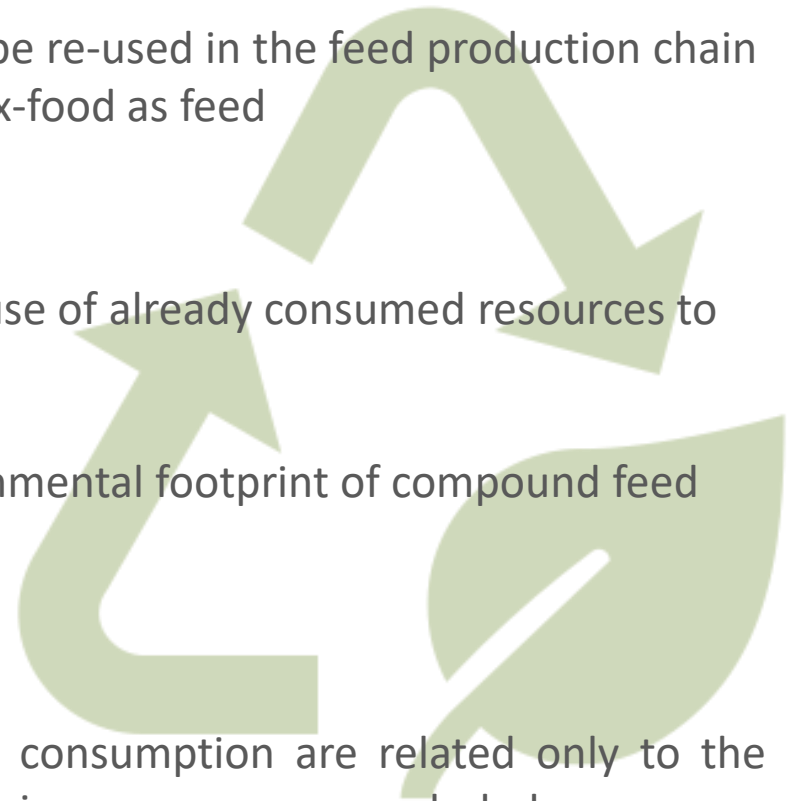 be re-used in the feed production chain
x-food as feed
use of already consumed resources to
nmental footprint of compound feed
consumption are related only to the